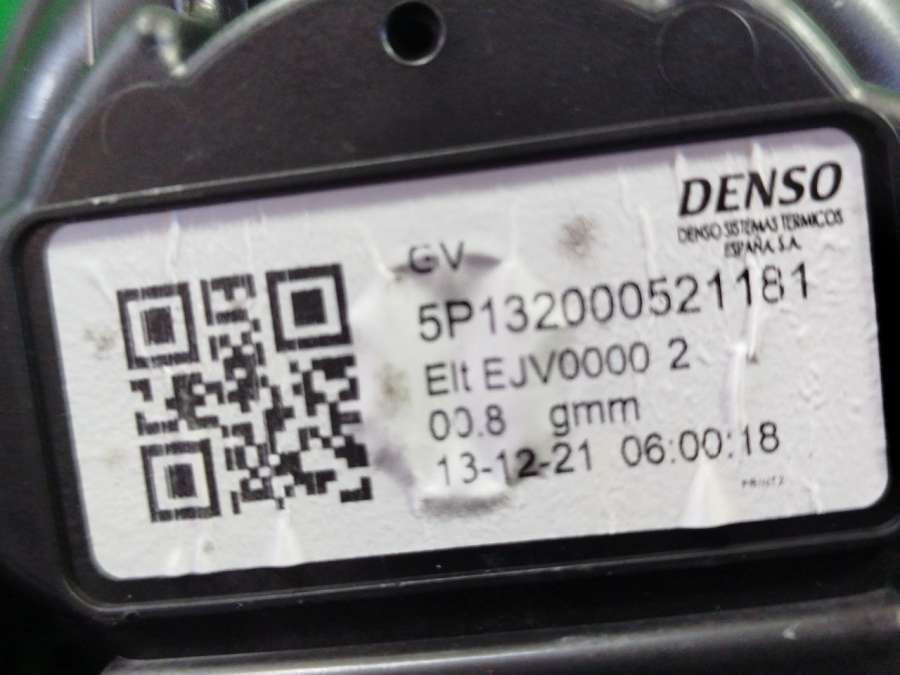 DENSO
DENSO SISTEMAS TERMICOS
ESPAÑA, S.A.
GV
5P132000521181
Elt EJV0000 2
00.8 gmm
13-12-21 06:00:18